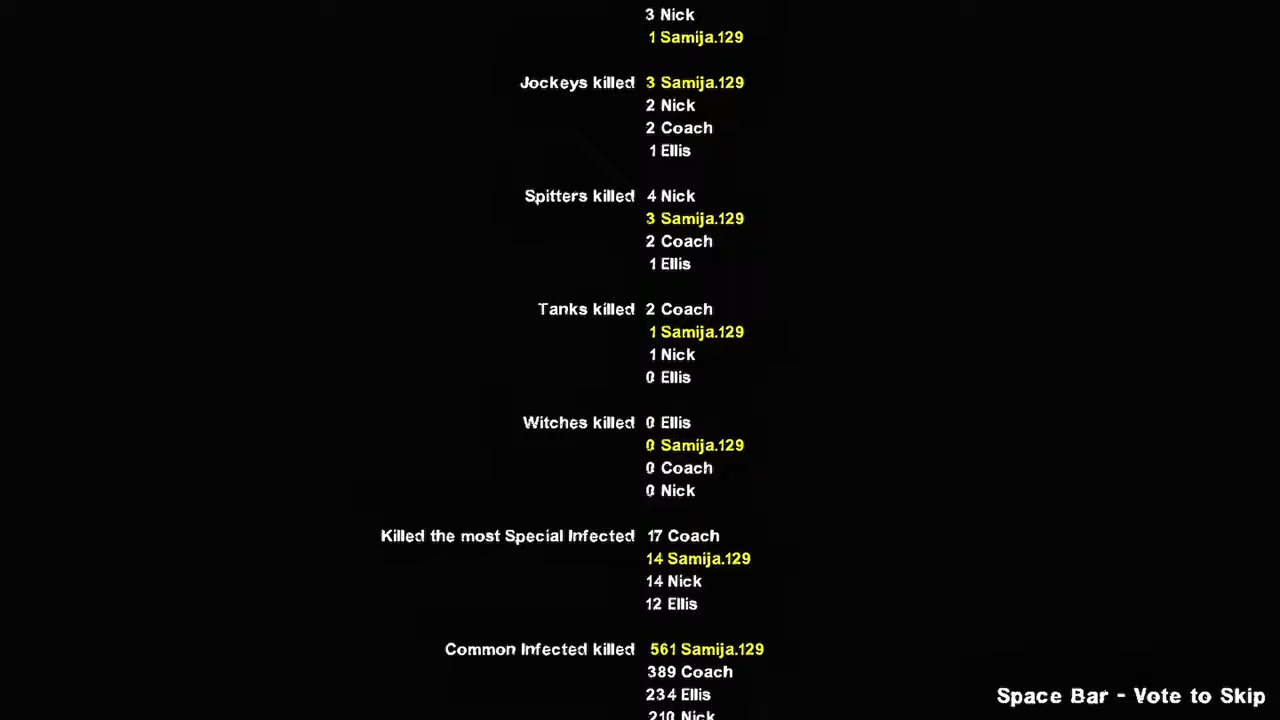 3 Nick
1 Samija.129
Jockeys killed 3 Samija.129
2 Nick
2 Coach
1 Ellis
Spitters killed 4 Nick
3 Samija.129
2 Coach
1 Ellis
Tanks killed 2 Coach
1 Samija.129
1 Nick
0 Ellis
Witches killed 0 Ellis
0 Samija.129
0 Coach
0 Nick
Killed the most Special Infected 17 Coach
14 Samija.129
14 Nick
12 Ellis
Common Infected killed 561 Samija.129
389 Coach
234 Ellis
210 Nick
Space Bar - Vote to Skip